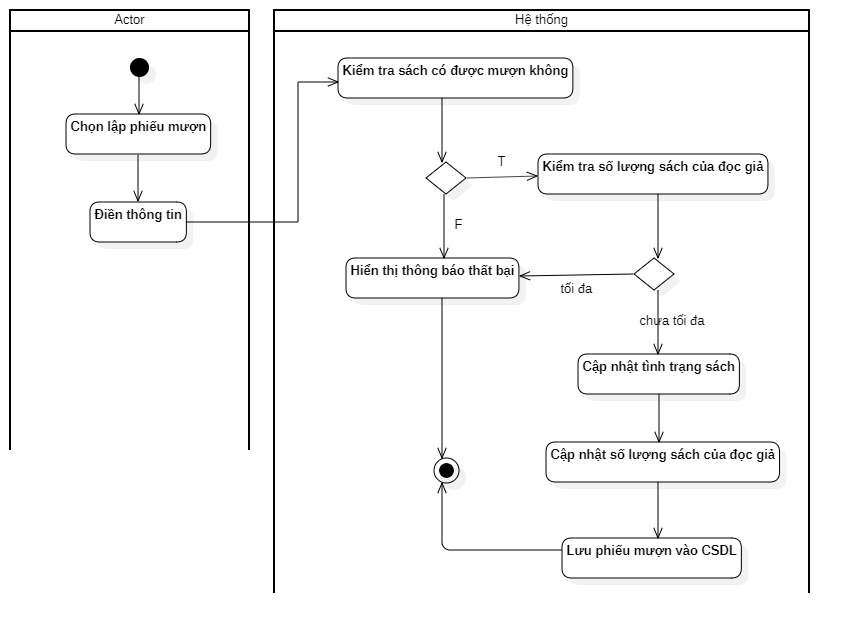 Actor
Hệ thống
Chọn lập phiếu mượn
Điền thông tin
Kiểm tra sách có được mượn không
T
Kiểm tra số lượng sách của đọc giả
F
Hiển thị thông báo thất bại
tối đa
chưa tối đa
Cập nhật tình trạng sách
Cập nhật số lượng sách của đọc giả
Lưu phiếu mượn vào CSDL